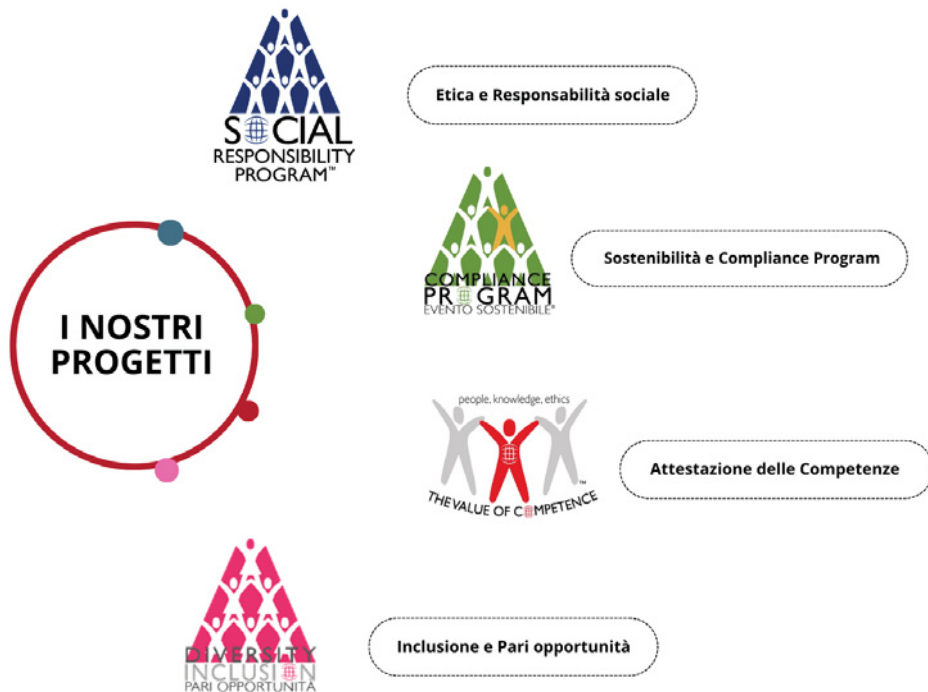 SOCIAL
RESPONSIBILITY
PROGRAM™
Etica e Responsabilità sociale
COMPLIANCE
PROGRAM
EVENTO SOSTENIBILE®
Sostenibilità e Compliance Program
I NOSTRI
PROGETTI
people, knowledge, ethics
™
THE VALUE OF COMPETENCE
Attestazione delle Competenze
DIVERSITY
INCLUSION
PARI OPPORTUNITÀ
Inclusione e Pari opportunità